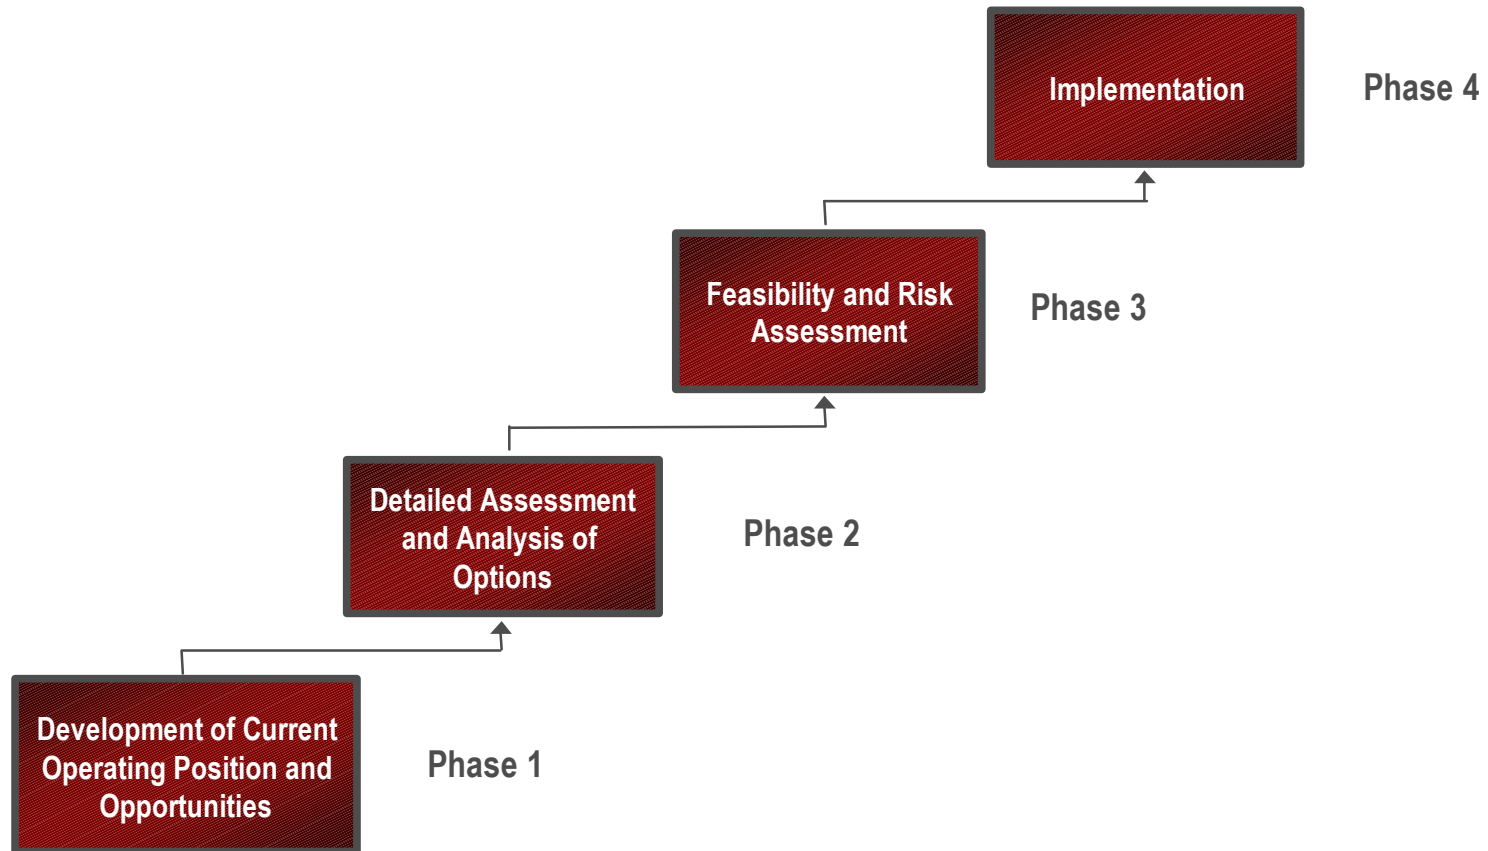 Implementation
Phase 4
Feasibility and Risk
Assessment
Phase 3
Detailed Assessment
and Analysis of
Options
Phase 2
Development of Current
Operating Position and
Opportunities
Phase 1